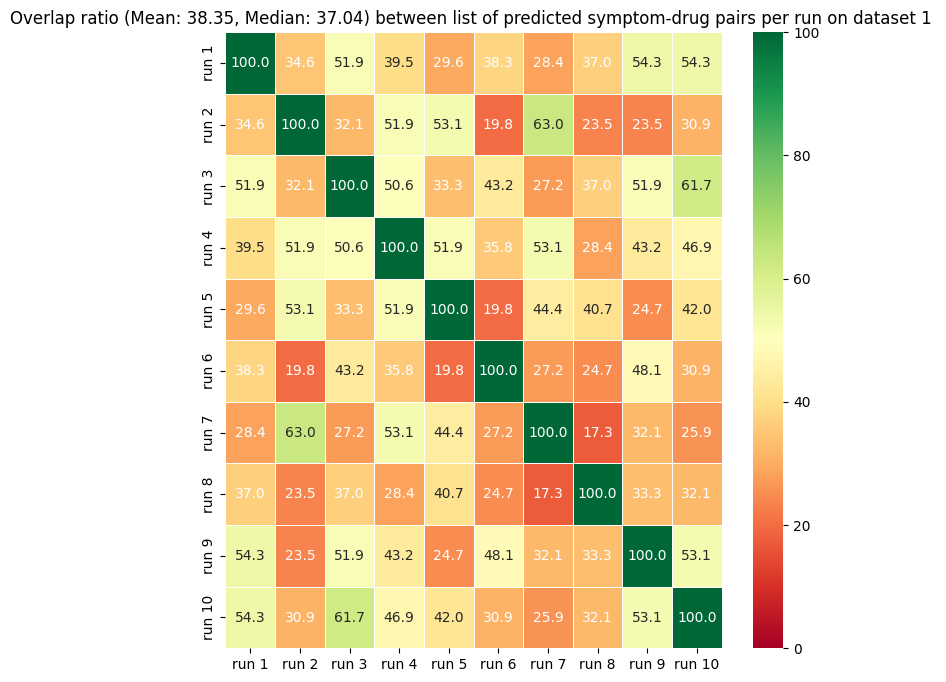 Overlap ratio (Mean: 38.35, Median: 37.04) between list of predicted symptom-drug pairs per run on dataset 1
run 1 100.0 34.6 51.9 39.5 29.6 38.3 28.4 37.0 54.3 54.3
run 2 34.6 100.0 32.1 51.9 53.1 19.8 63.0 23.5 23.5 30.9
run 3 51.9 32.1 100.0 50.6 33.3 43.2 27.2 37.0 51.9 61.7
run 4 39.5 51.9 50.6 100.0 51.9 35.8 53.1 28.4 43.2 46.9
run 5 29.6 53.1 33.3 51.9 100.0 19.8 44.4 40.7 24.7 42.0
run 6 38.3 19.8 43.2 35.8 19.8 100.0 27.2 24.7 48.1 30.9
run 7 28.4 63.0 27.2 53.1 44.4 27.2 100.0 17.3 32.1 25.9
run 8 37.0 23.5 37.0 28.4 40.7 24.7 17.3 100.0 33.3 32.1
run 9 54.3 23.5 51.9 43.2 24.7 48.1 32.1 33.3 100.0 53.1
run 10 54.3 30.9 61.7 46.9 42.0 30.9 25.9 32.1 53.1 100.0
run 1 run 2 run 3 run 4 run 5 run 6 run 7 run 8 run 9 run 10
100
80
60
40
20
0